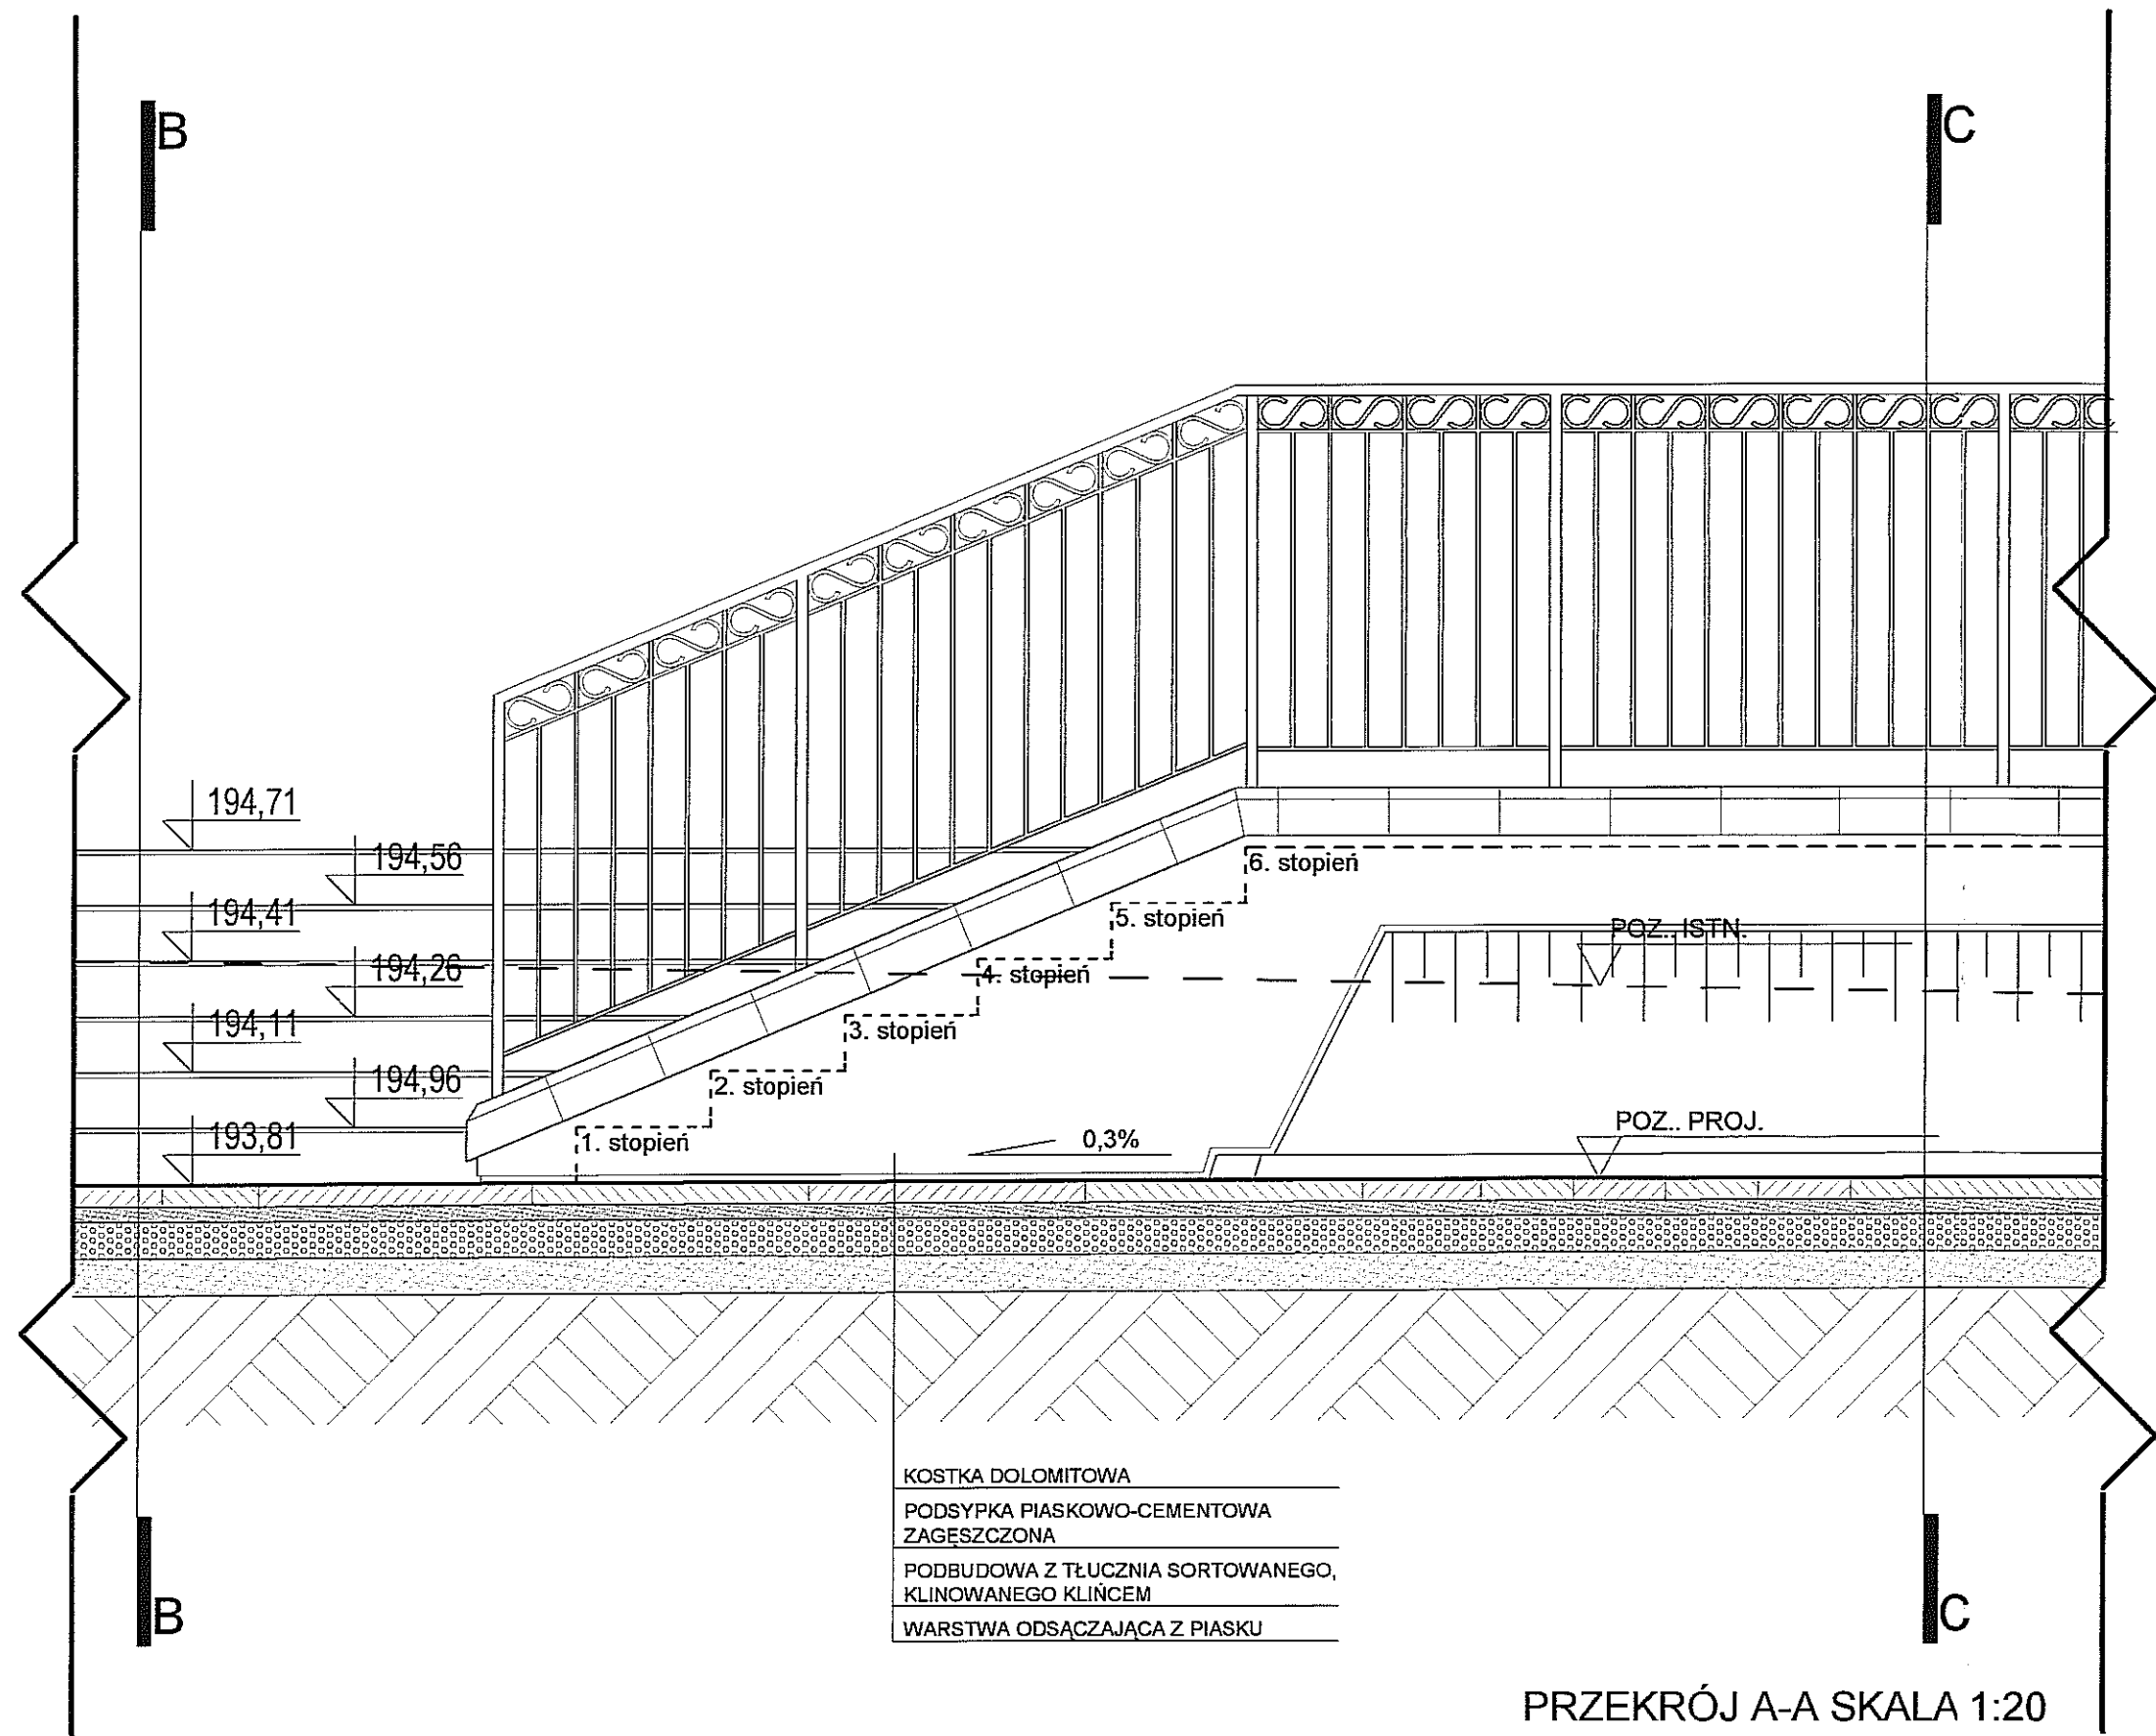 B
C
194,71
194,56
194,41
194,26
194,11
194,96
193,81
6. stopień
5. stopień
4. stopień
3. stopień
2. stopień
1. stopień
POZ.. ISTN.
POZ.. PROJ.
0,3%
KOSTKA DOLOMITOWA
PODSYPKA PIASKOWO-CEMENTOWA
ZAGĘSZCZONA
PODBUDOWA Z TŁUCZNIA SORTOWANEGO,
KLINOWANEGO KLIŃCEM
WARSTWA ODSĄCZAJĄCA Z PIASKU
B
C
PRZEKRÓJ A-A SKALA 1:20